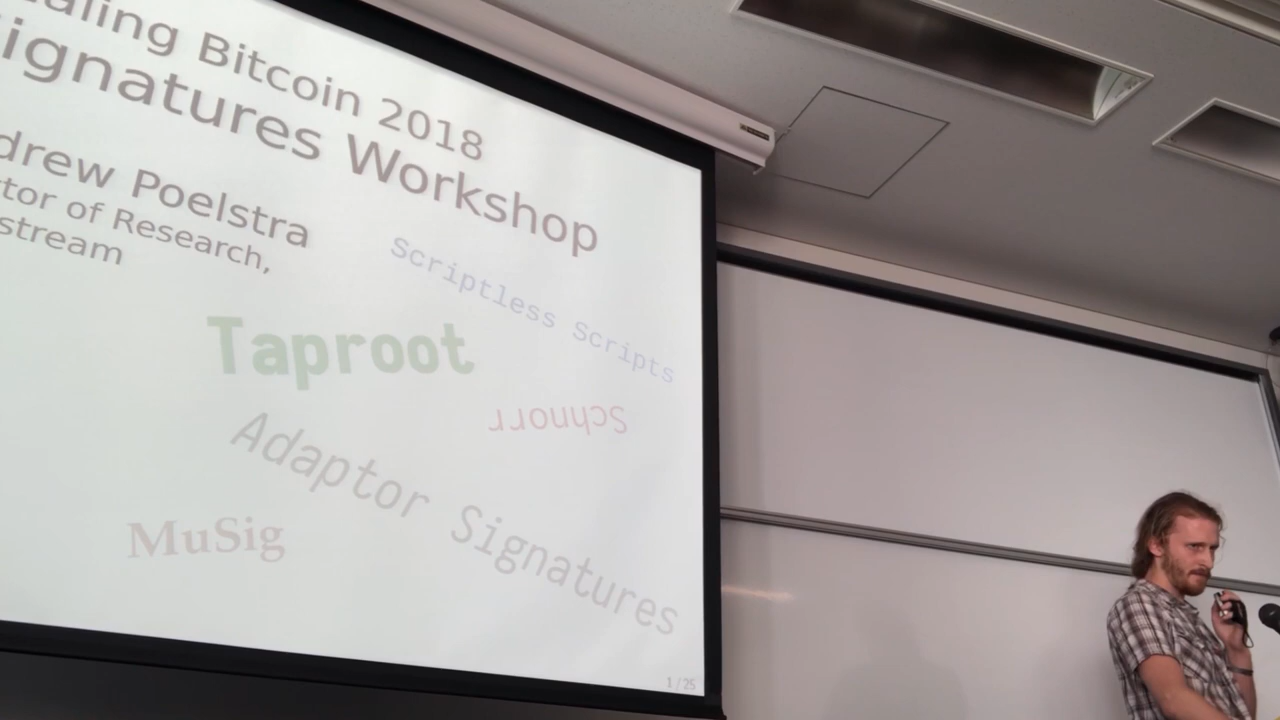 aling Bitcoin 2018
ignatures Workshop
drew Poelstra
tor of Research,
stream
Scriptless Scripts
Taproot
Schnorr
Adaptor Signatures
MuSig
1 / 25